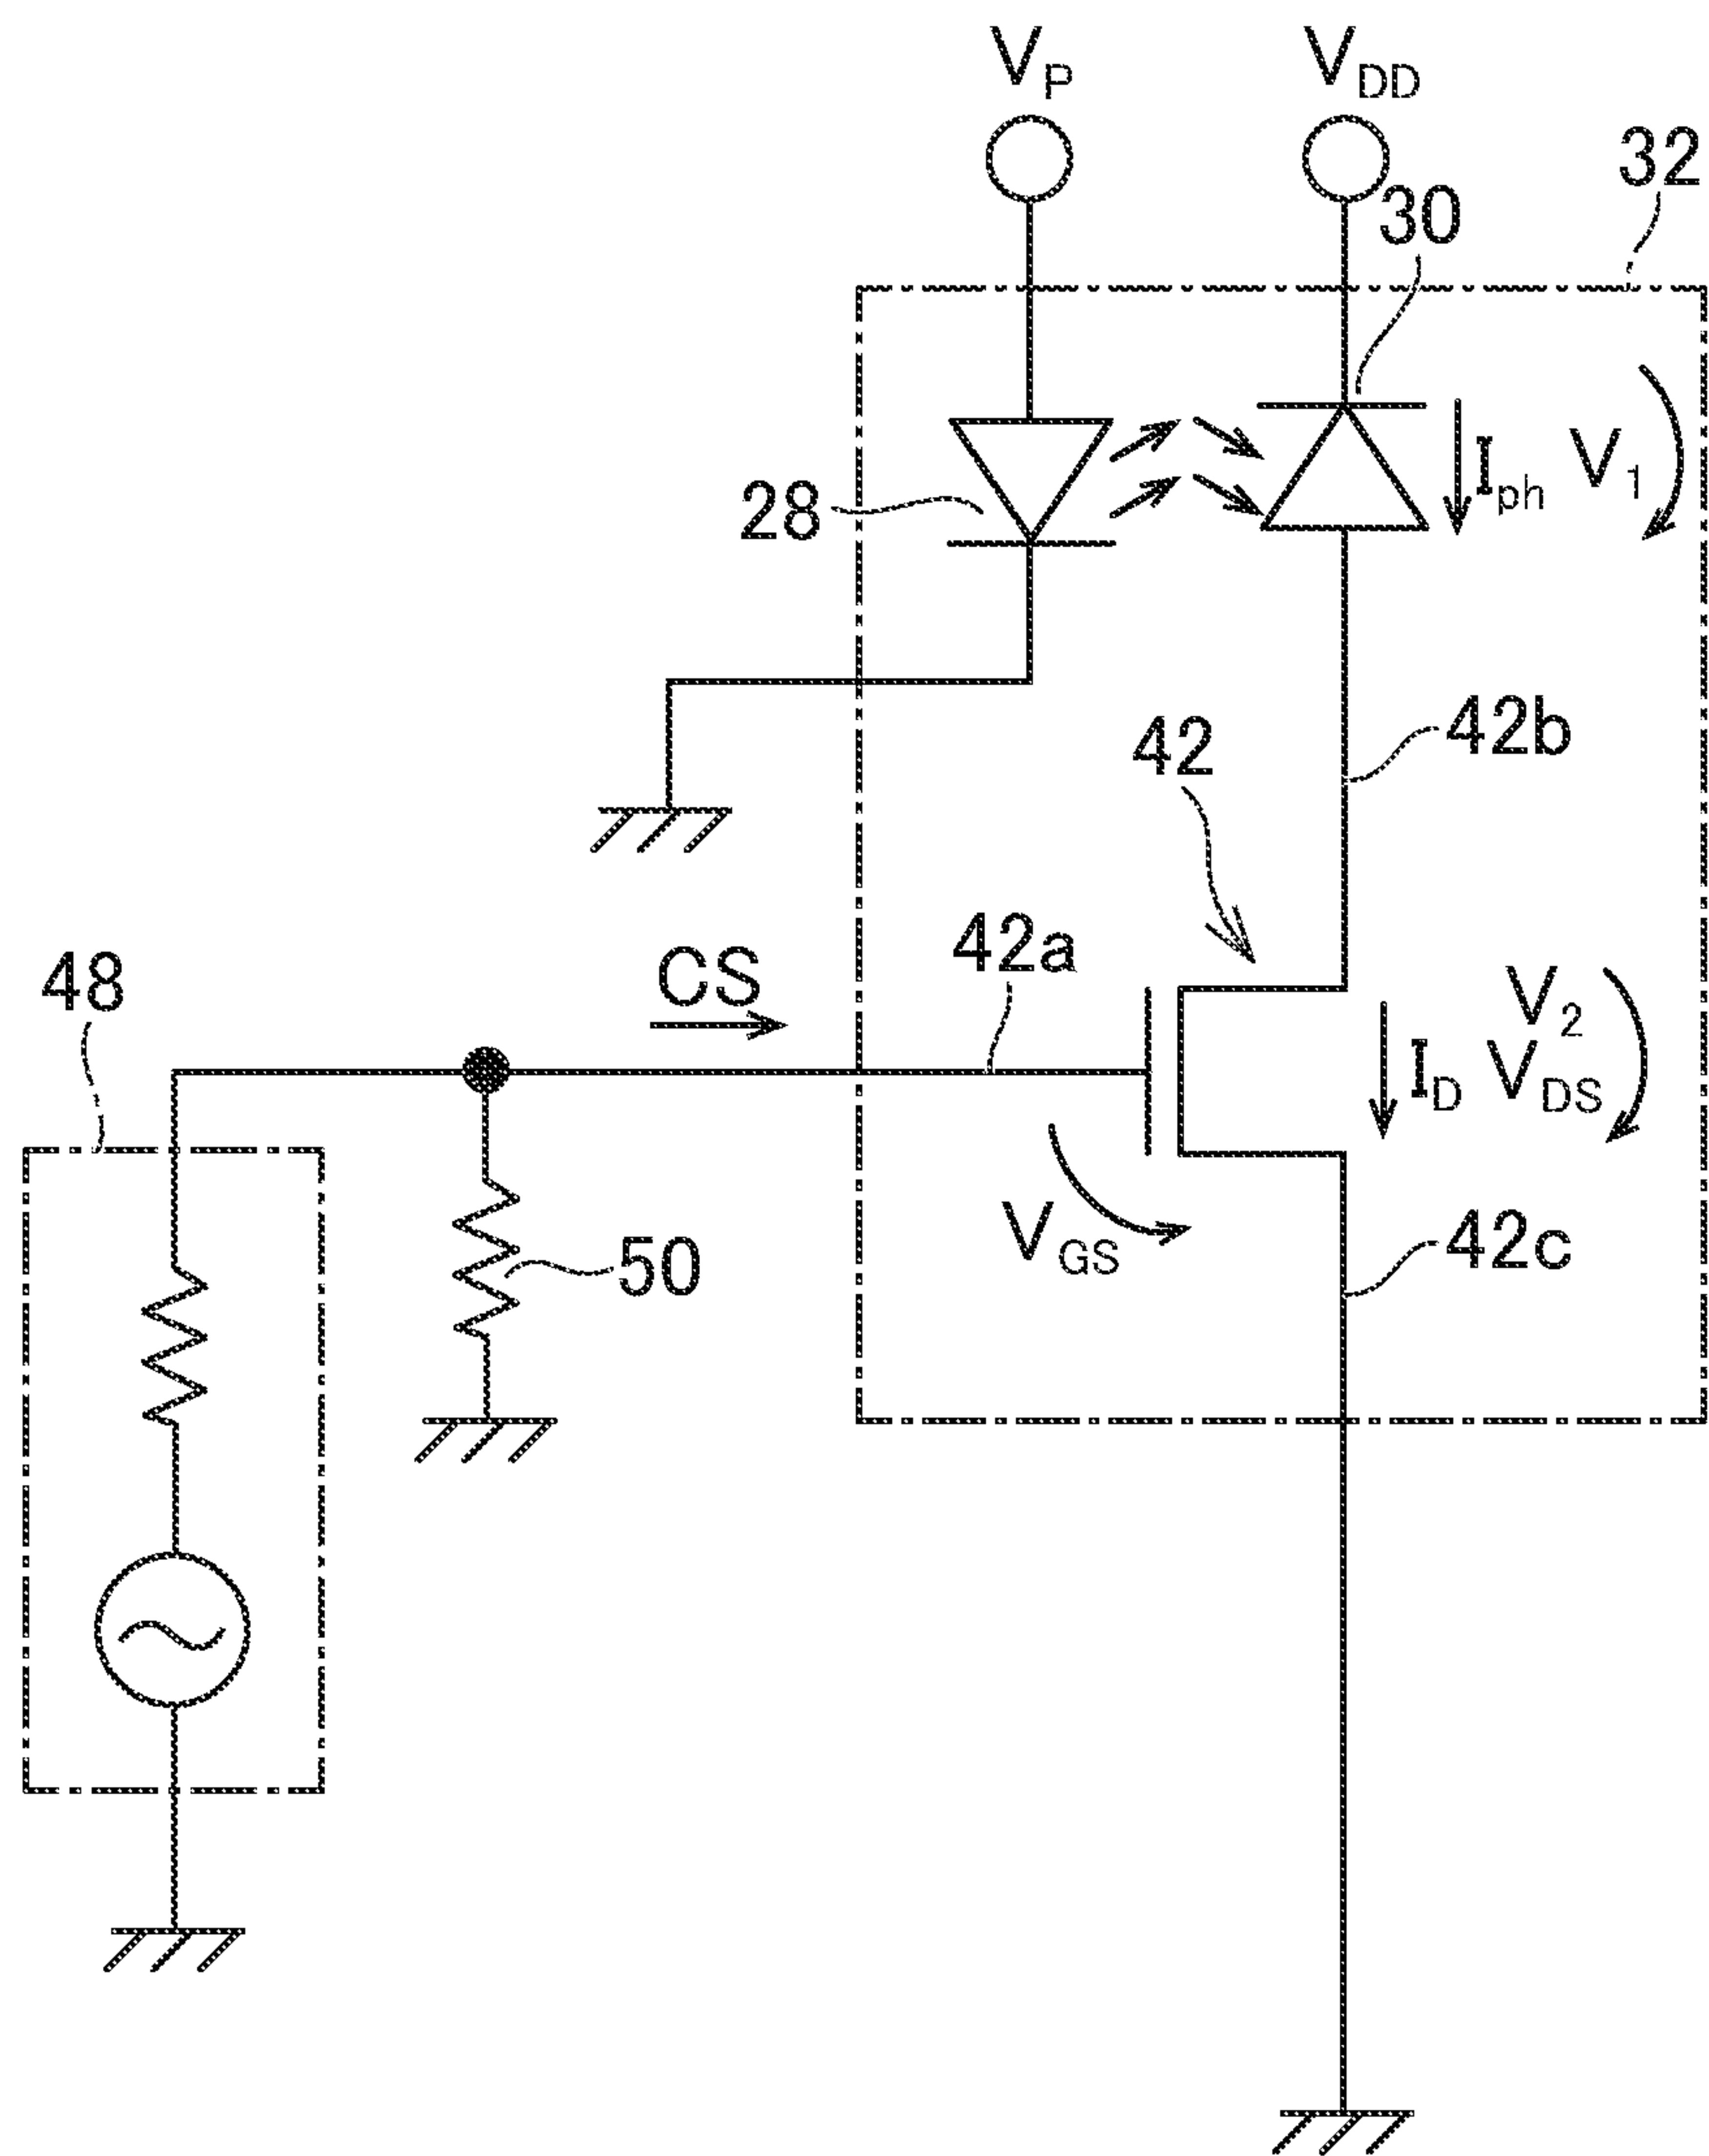 V_P
V_DD
32
30
28
I_ph
V_1
42b
42
42a
CS
48
V_2
I_D
V_DS
V_GS
42c
50